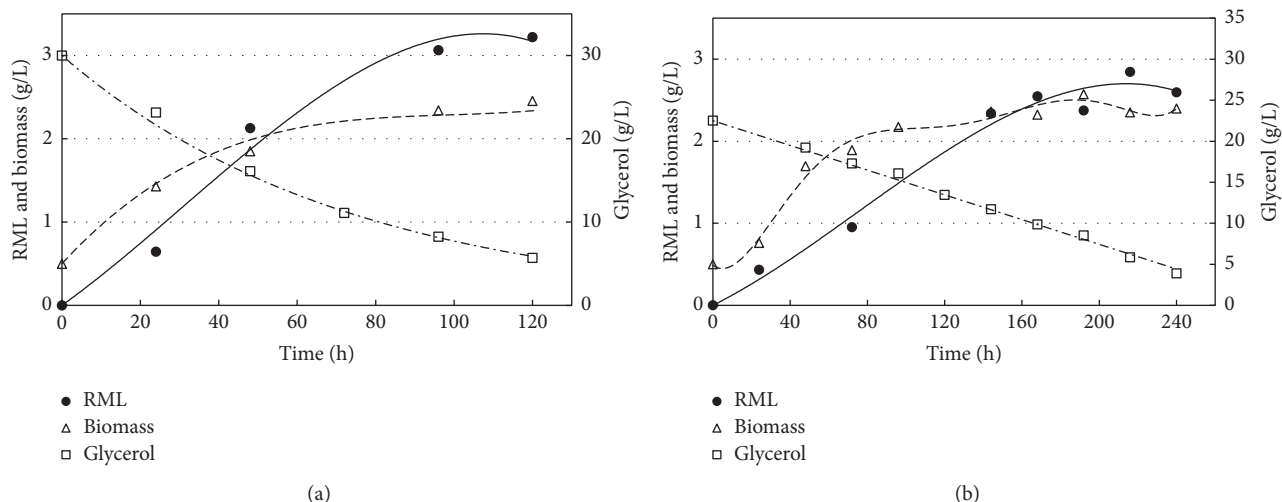 RML and biomass (g/L)
3
2
1
0
30
20
10
0
Glycerol (g/L)
0 20 40 60 80 100 120
Time (h)
RML
Biomass
Glycerol
(a)
RML and biomass (g/L)
3
2
1
0
35
30
25
20
15
10
5
0
Glycerol (g/L)
0 40 80 120 160 200 240
Time (h)
RML
Biomass
Glycerol
(b)